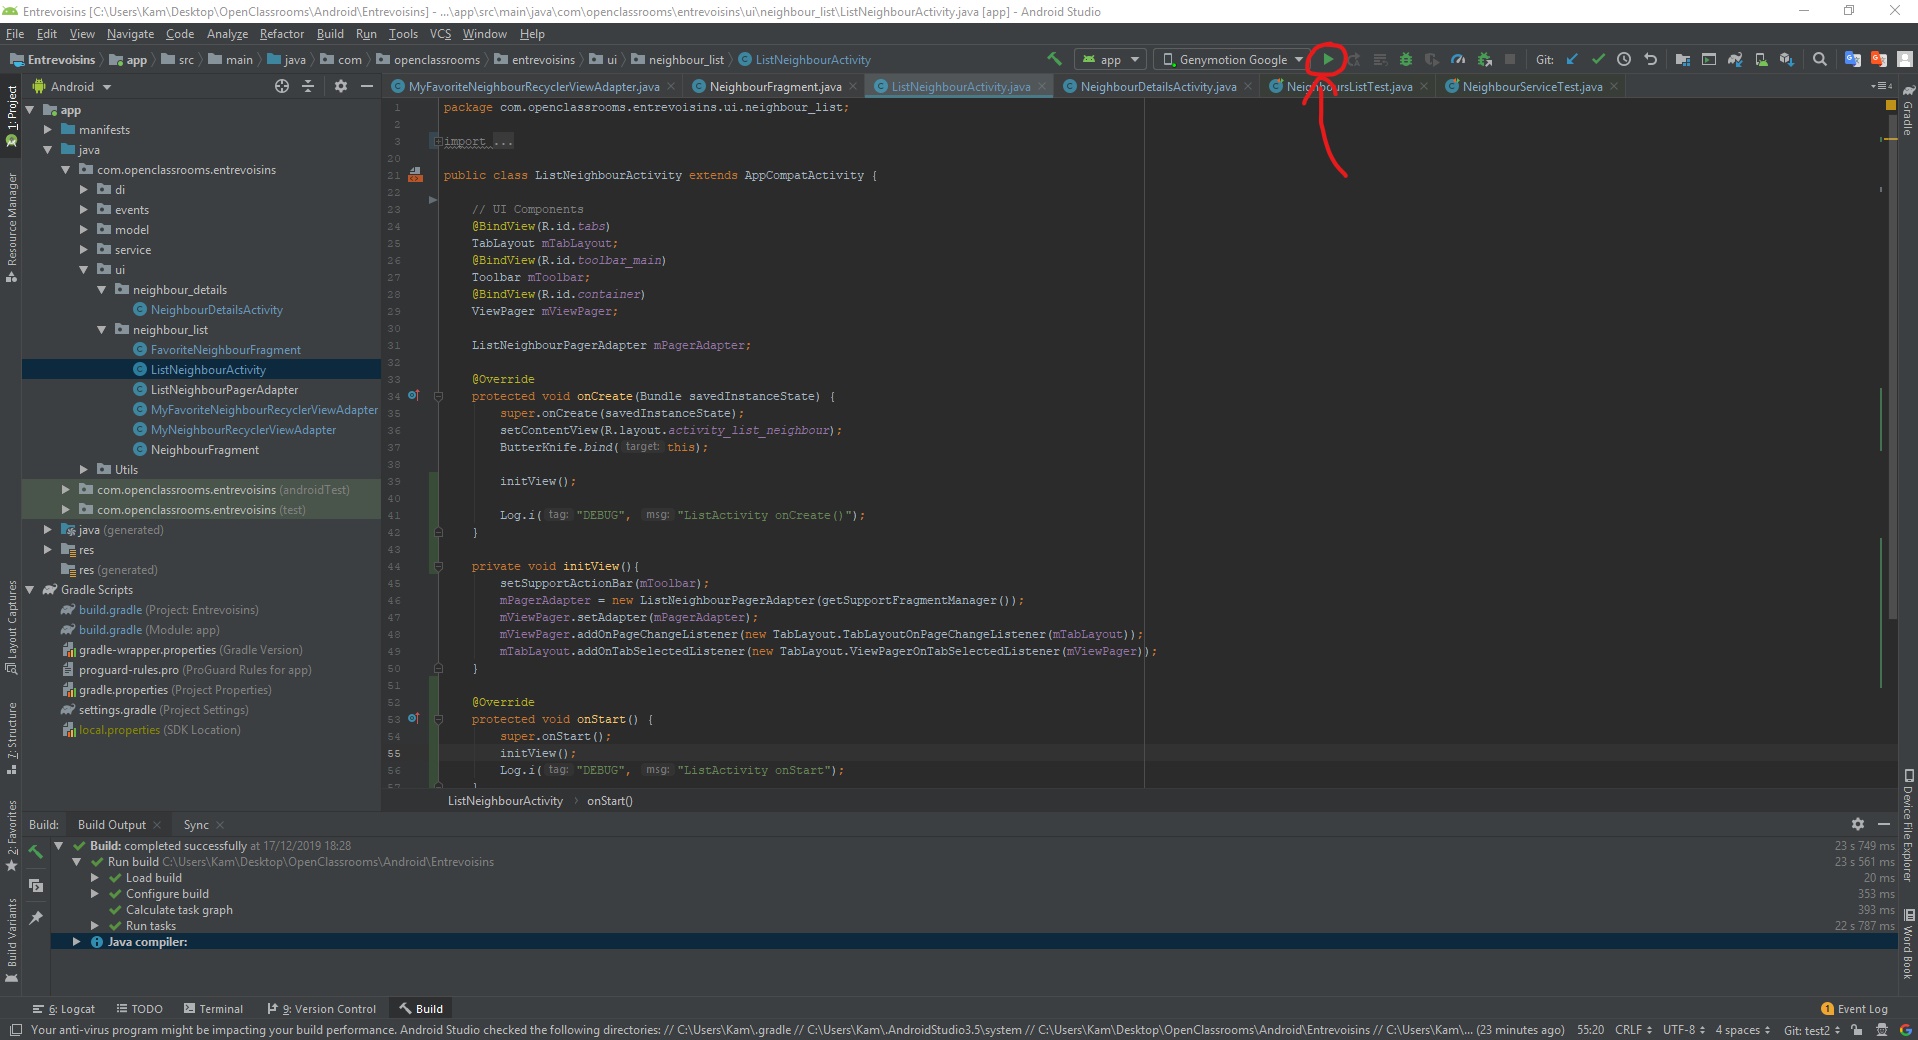 Entrevoisins [C:\Users\Kam\Desktop\OpenClassrooms\Android\Entrevoisins] - ...\app\src\main\java\com\openclassrooms\entrevoisins\ui\neighbour_list\ListNeighbourActivity.java [app] - Android Studio
File Edit View Navigate Code Analyze Refactor Build Run Tools VCS Window Help
Entrevoisins app src main java com openclassrooms entrevoisins ui neighbour_list ListNeighbourActivity app Genymotion Google Git:
Android
MyFavoriteNeighbourRecyclerViewAdapter.java NeighbourFragment.java ListNeighbourActivity.java NeighbourDetailsActivity.java NeighboursListTest.java NeighbourServiceTest.java
1: Project
Resource Manager
Layout Captures
7: Structure
2: Favorites
Build Variants
app
manifests
java
com.openclassrooms.entrevoisins
di
events
model
service
ui
neighbour_details
NeighbourDetailsActivity
neighbour_list
FavoriteNeighbourFragment
ListNeighbourActivity
ListNeighbourPagerAdapter
MyFavoriteNeighbourRecyclerViewAdapter
MyNeighbourRecyclerViewAdapter
NeighbourFragment
Utils
com.openclassrooms.entrevoisins (androidTest)
com.openclassrooms.entrevoisins (test)
java (generated)
res
res (generated)
Gradle Scripts
build.gradle (Project: Entrevoisins)
build.gradle (Module: app)
gradle-wrapper.properties (Gradle Version)
proguard-rules.pro (ProGuard Rules for app)
gradle.properties (Project Properties)
settings.gradle (Project Settings)
local.properties (SDK Location)
1 package com.openclassrooms.entrevoisins.ui.neighbour_list;
2
3 import ...
20
21 public class ListNeighbourActivity extends AppCompatActivity {
22
23 // UI Components
24 @BindView(R.id.tabs)
25 TabLayout mTabLayout;
26 @BindView(R.id.toolbar_main)
27 Toolbar mToolbar;
28 @BindView(R.id.container)
29 ViewPager mViewPager;
30
31 ListNeighbourPagerAdapter mPagerAdapter;
32
33 @Override
34 protected void onCreate(Bundle savedInstanceState) {
35 super.onCreate(savedInstanceState);
36 setContentView(R.layout.activity_list_neighbour);
37 ButterKnife.bind( target: this);
38
39 initView();
40
41 Log.i( tag: "DEBUG", msg: "ListActivity onCreate()");
42 }
43
44 private void initView(){
45 setSupportActionBar(mToolbar);
46 mPagerAdapter = new ListNeighbourPagerAdapter(getSupportFragmentManager());
47 mViewPager.setAdapter(mPagerAdapter);
48 mViewPager.addOnPageChangeListener(new TabLayout.TabLayoutOnPageChangeListener(mTabLayout));
49 mTabLayout.addOnTabSelectedListener(new TabLayout.ViewPagerOnTabSelectedListener(mViewPager));
50 }
51
52 @Override
53 protected void onStart() {
54 super.onStart();
55 initView();
56 Log.i( tag: "DEBUG", msg: "ListActivity onStart");
57 }
ListNeighbourActivity onStart()
4
Gradle
Device File Explorer
Word Book
Build: Build Output Sync
Build: completed successfully at 17/12/2019 18:28 23 s 749 ms
Run build C:\Users\Kam\Desktop\OpenClassrooms\Android\Entrevoisins 23 s 561 ms
Load build 20 ms
Configure build 353 ms
Calculate task graph 393 ms
Run tasks 22 s 787 ms
Java compiler:
6: Logcat TODO Terminal 9: Version Control Build 1 Event Log
Your anti-virus program might be impacting your build performance. Android Studio checked the following directories: // C:\Users\Kam\.gradle // C:\Users\Kam\.AndroidStudio3.5\system // C:\Users\Kam\Desktop\OpenClassrooms\Android\Entrevoisins // C:\Users\Kam\... (23 minutes ago) 55:20 CRLF UTF-8 4 spaces Git: test2